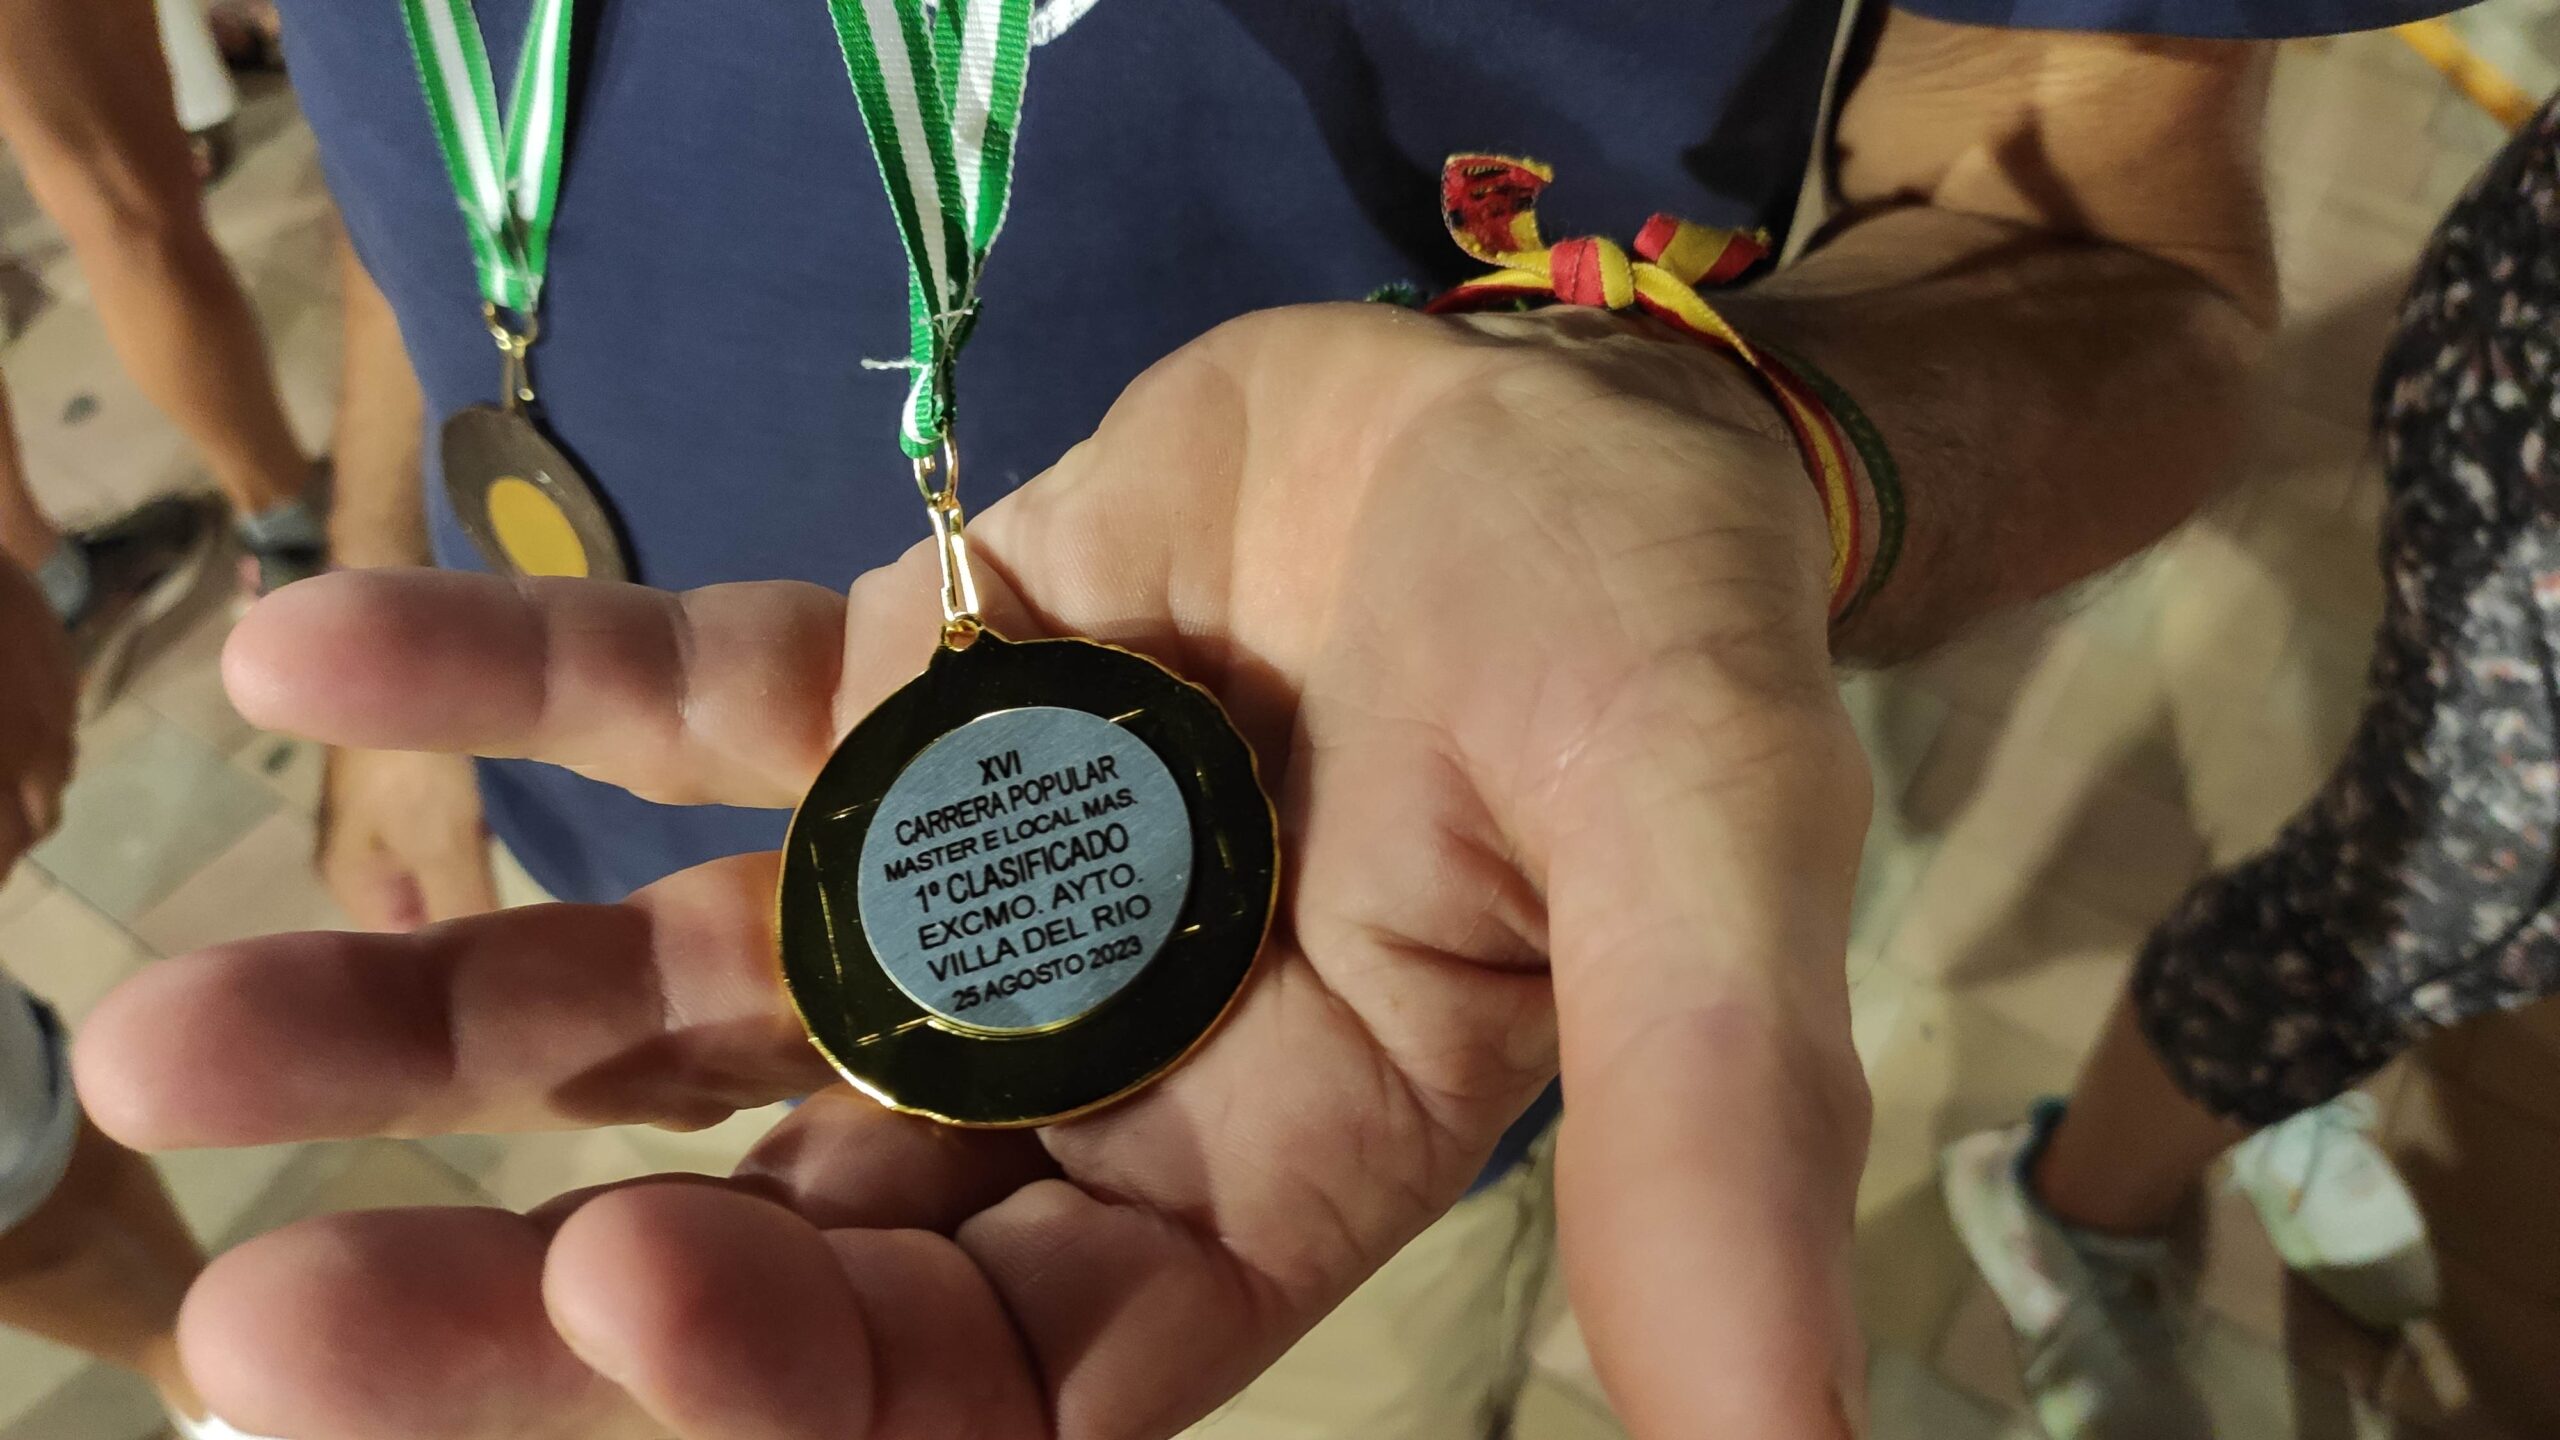 XVI
CARRERA POPULAR
MASTER E LOCAL MAS.
1º CLASIFICADO
EXCMO. AYTO.
VILLA DEL RIO
25 AGOSTO 2023